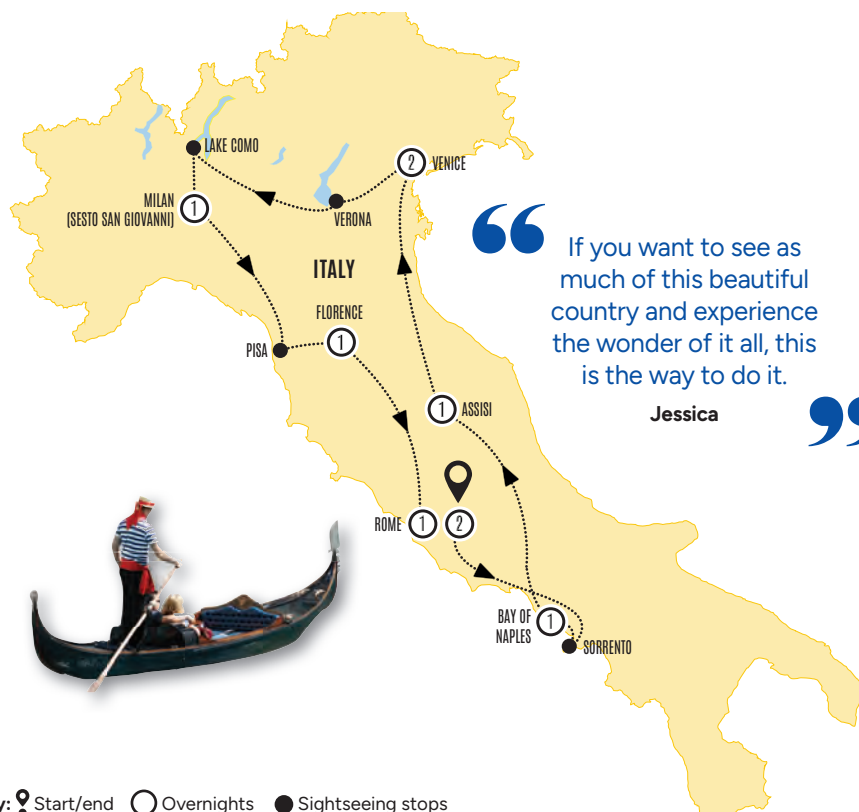 LAKE COMO
2 VENICE
MILAN
(SESTO SAN GIOVANNI)
1
VERONA
“
If you want to see as
much of this beautiful
country and experience
the wonder of it all, this
is the way to do it.
Jessica
”
ITALY
FLORENCE
PISA
1
1 ASSISI
ROME 1 2
BAY OF
NAPLES
1
SORRENTO
y: Start/end Overnights Sightseeing stops